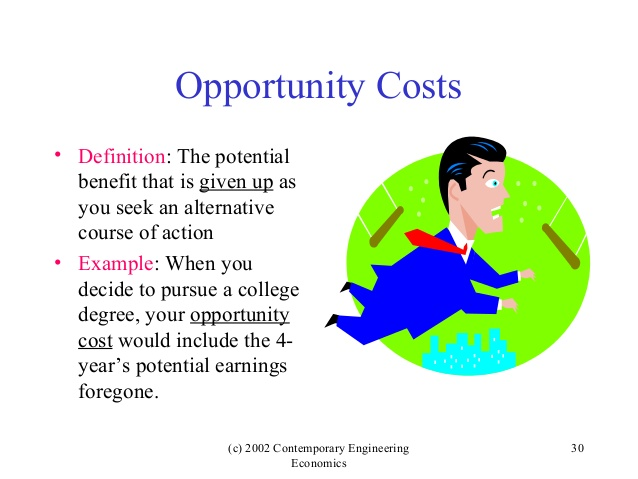 Opportunity Costs
• Definition: The potential
benefit that is given up as
you seek an alternative
course of action
• Example: When you
decide to pursue a college
degree, your opportunity
cost would include the 4-
year’s potential earnings
foregone.
(c) 2002 Contemporary Engineering
Economics
30